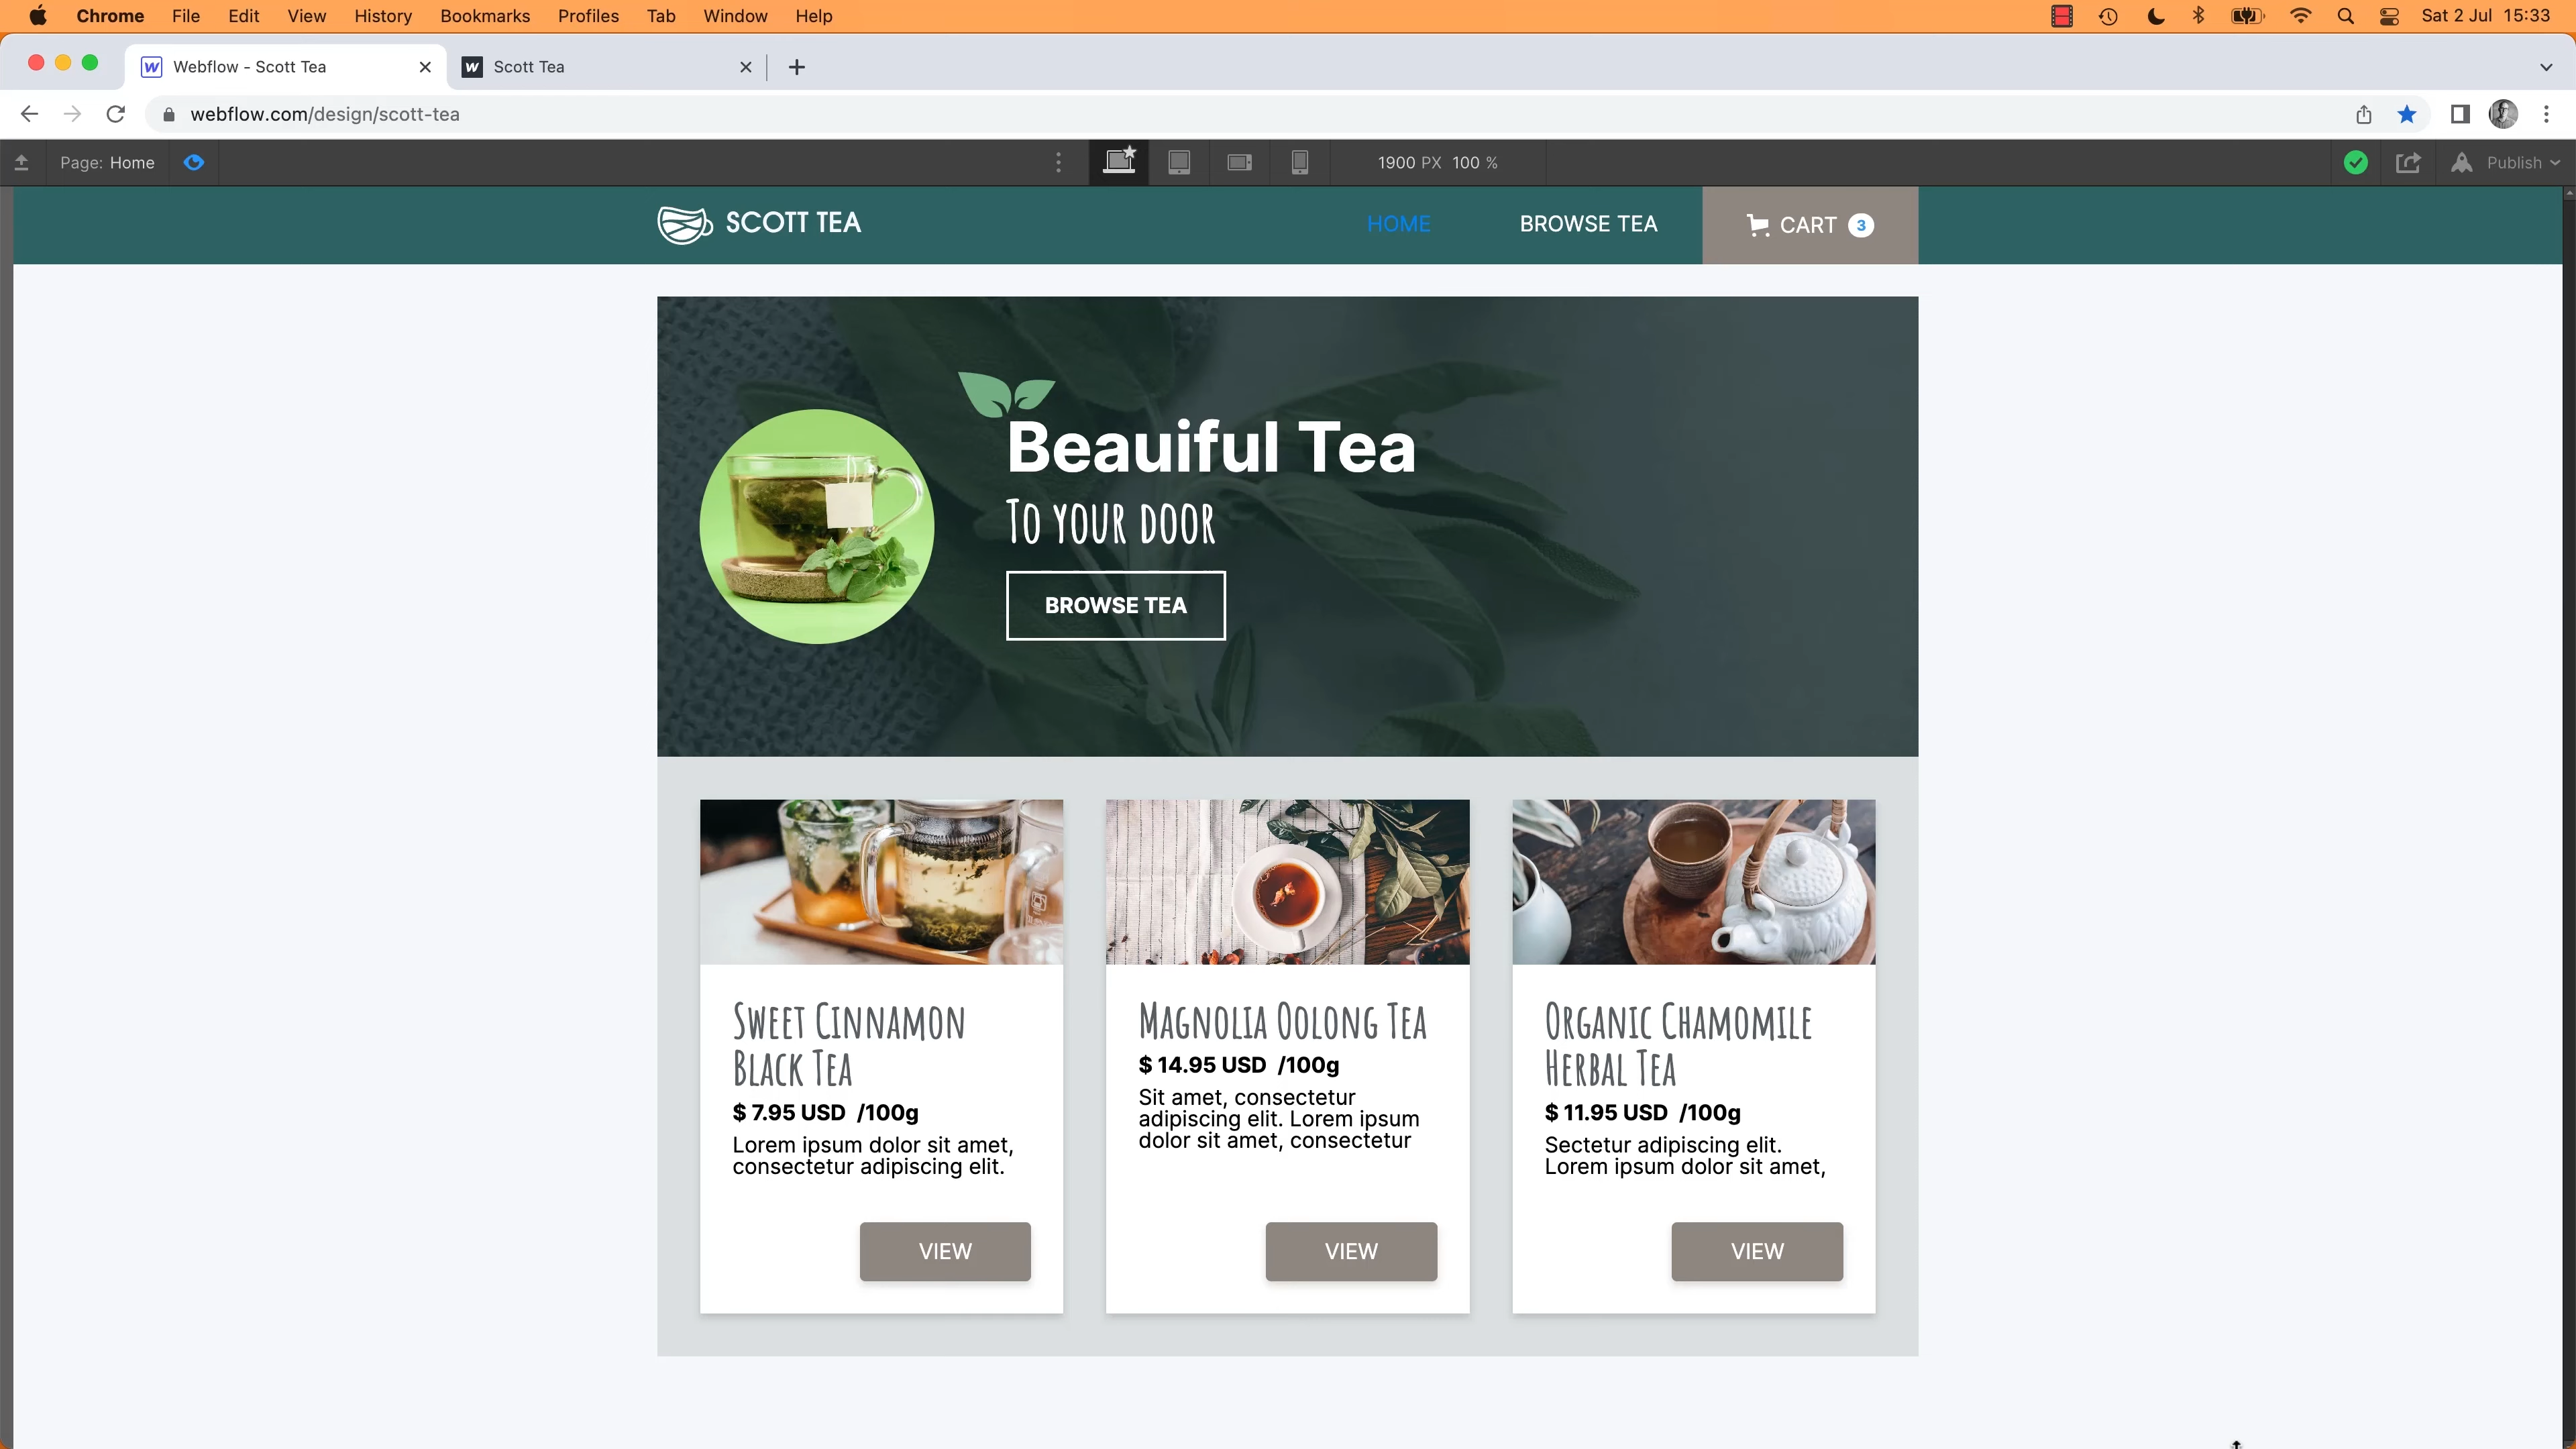 Chrome File Edit View History Bookmarks Profiles Tab Window Help Sat 2 Jul 15:33
Webflow - Scott Tea
Scott Tea
webflow.com/design/scott-tea
Page: Home
1900 PX 100 %
Publish
SCOTT TEA
HOME
BROWSE TEA
CART 3
Beauiful Tea
To your door
BROWSE TEA
Sweet Cinnamon
Black Tea
$ 7.95 USD /100g
Lorem ipsum dolor sit amet,
consectetur adipiscing elit.
VIEW
Magnolia Oolong Tea
$ 14.95 USD /100g
Sit amet, consectetur
adipiscing elit. Lorem ipsum
dolor sit amet, consectetur
VIEW
Organic Chamomile
Herbal Tea
$ 11.95 USD /100g
Sectetur adipiscing elit.
Lorem ipsum dolor sit amet,
VIEW